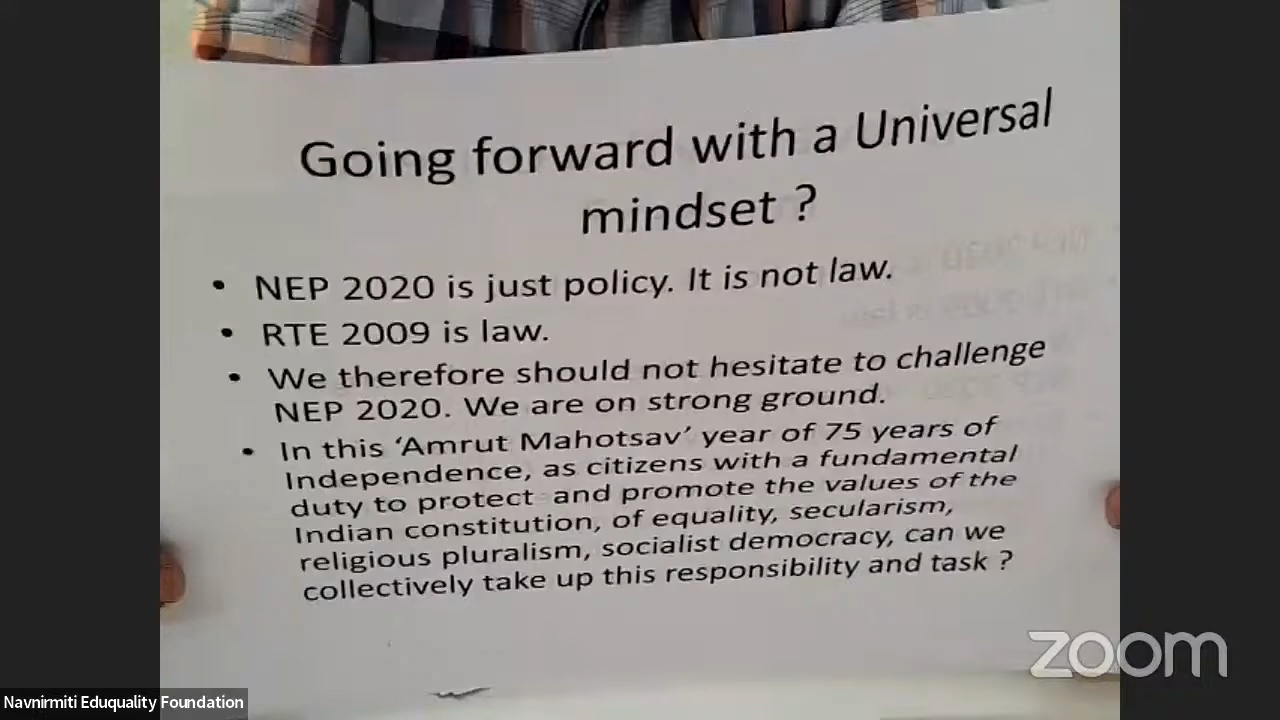 Going forward with a Universal
mindset ?
• NEP 2020 is just policy. It is not law.
• RTE 2009 is law.
• We therefore should not hesitate to challenge
NEP 2020. We are on strong ground.
• In this ‘Amrut Mahotsav’ year of 75 years of
Independence, as citizens with a fundamental
duty to protect and promote the values of the
Indian constitution, of equality, secularism,
religious pluralism, socialist democracy, can we
collectively take up this responsibility and task ?
zoom
Navnirmiti Eduquality Foundation